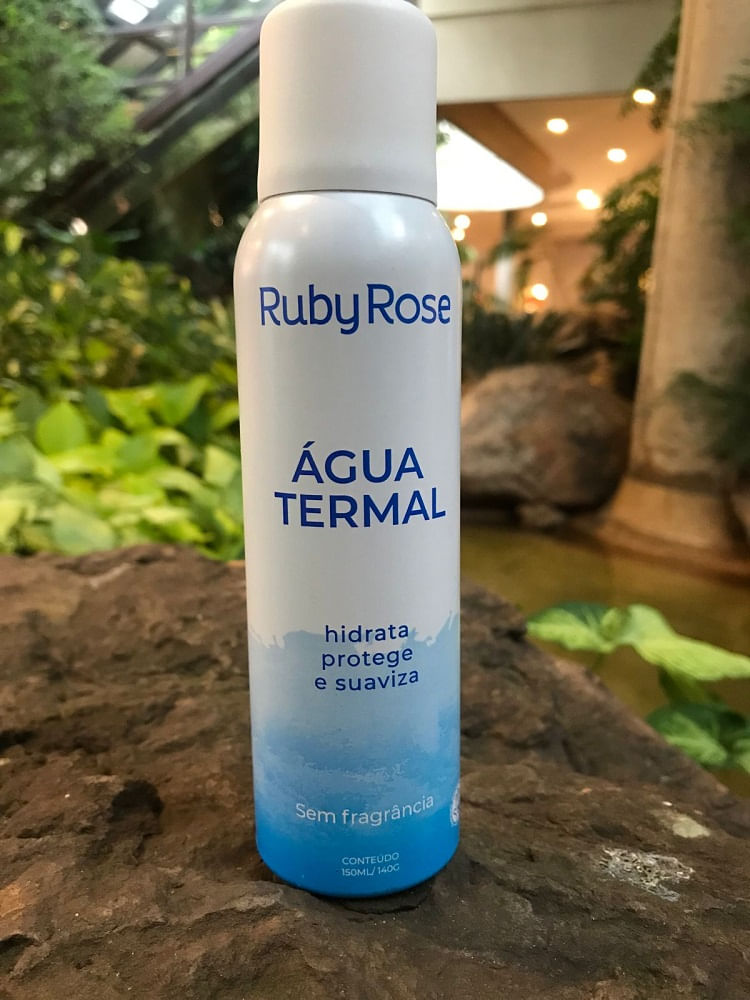 Ruby Rose
ÁGUA
TERMAL
hidrata
protege
e suaviza
Sem fragrância
CONTEÚDO
150ML/140G